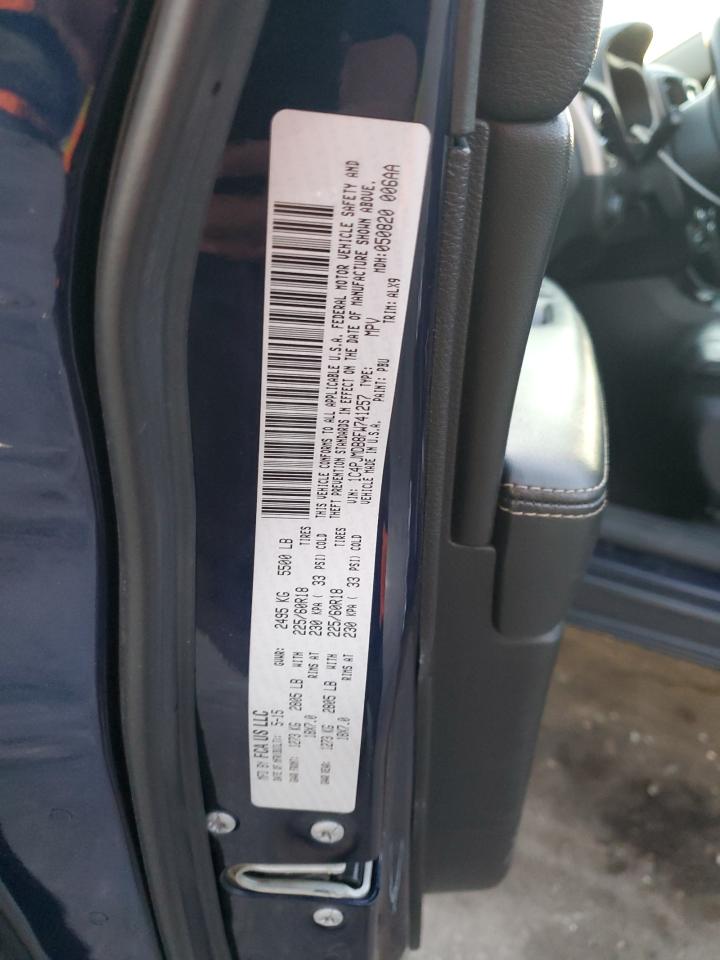 MFD BY FCA US LLC
DATE OF MFR(BUILD): 5-15 GVWR: 2495 KG 5500 LB
GAWR FRONT: 1273 KG 2805 LB WITH 225/60R18 TIRES
18X7.0 RIMS AT 230 KPA ( 33 PSI) COLD
GAWR REAR: 1273 KG 2805 LB WITH 225/60R18 TIRES
18X7.0 RIMS AT 230 KPA ( 33 PSI) COLD
THIS VEHICLE CONFORMS TO ALL APPLICABLE U.S.A. FEDERAL MOTOR VEHICLE SAFETY AND
THEFT PREVENTION STANDARDS IN EFFECT ON THE DATE OF MANUFACTURE SHOWN ABOVE.
VIN: 1C4PJMDB8FW741257 TYPE: MPV MDH:050820 006AA
VEHICLE MADE IN U.S.A. PAINT: PBU TRIM: ALX9